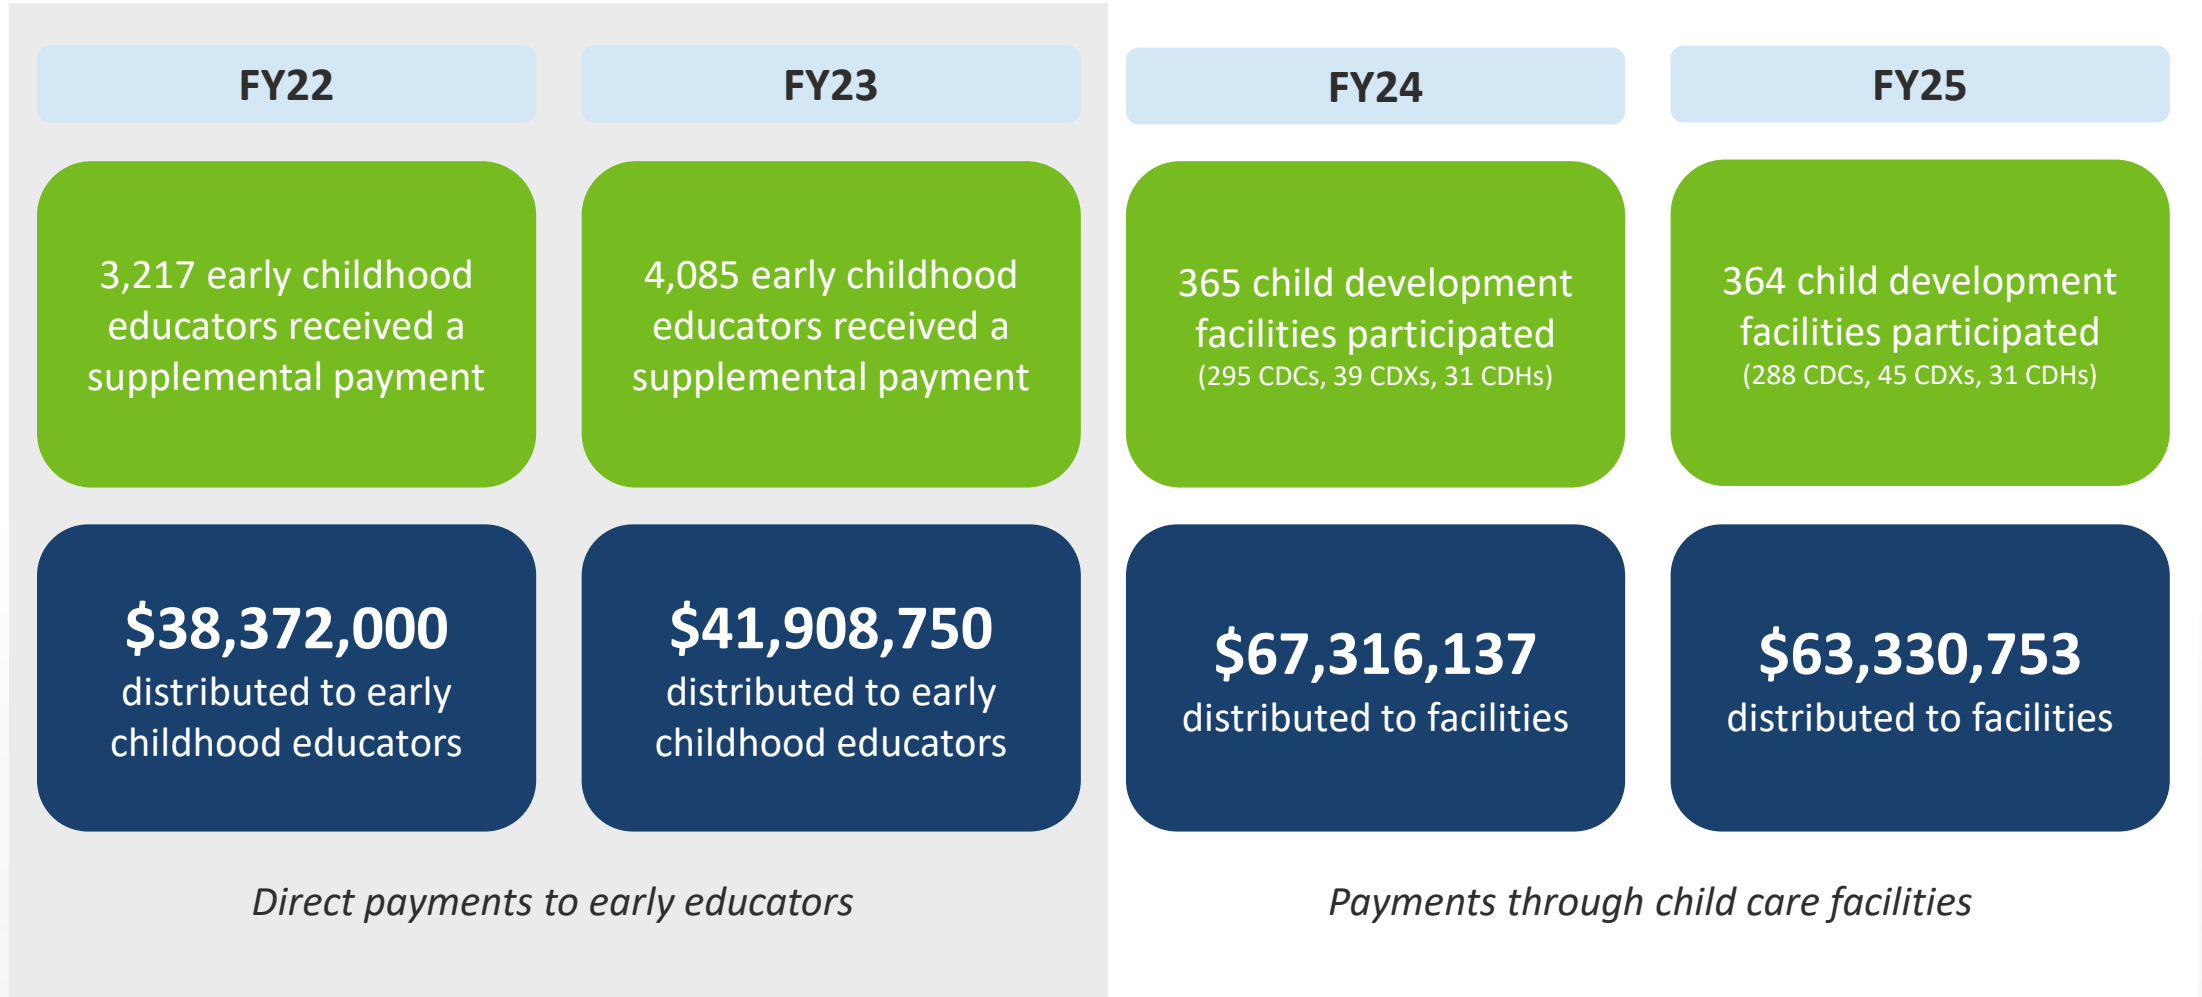 FY22
3,217 early childhood
educators received a
supplemental payment
$38,372,000
distributed to early
childhood educators
FY23
4,085 early childhood
educators received a
supplemental payment
$41,908,750
distributed to early
childhood educators
Direct payments to early educators
FY24
365 child development
facilities participated
(295 CDCs, 39 CDXs, 31 CDHs)
$67,316,137
distributed to facilities
FY25
364 child development
facilities participated
(288 CDCs, 45 CDXs, 31 CDHs)
$63,330,753
distributed to facilities
Payments through child care facilities